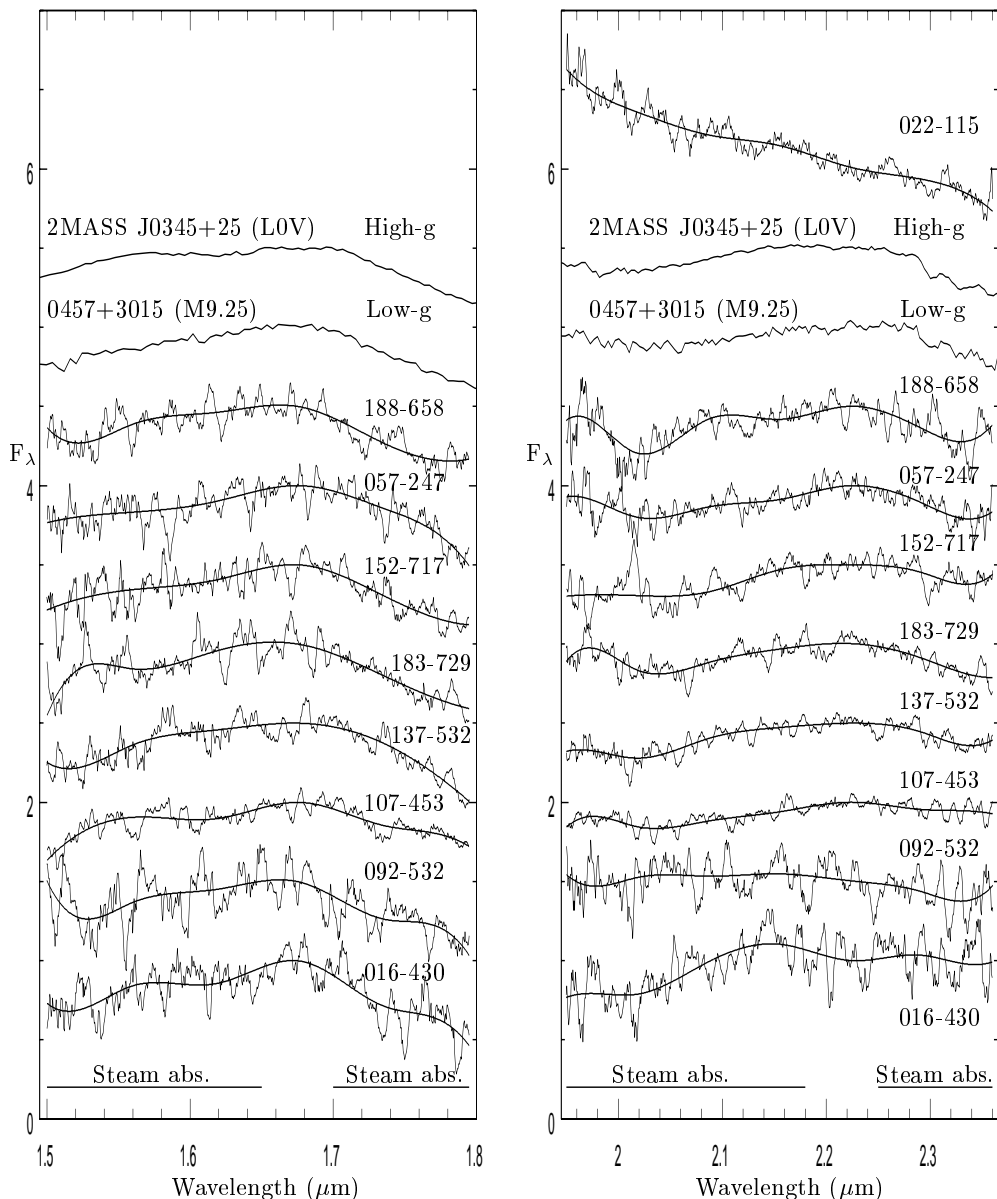 022-115
6
6
2MASS J0345+25 (L0V) High-g
2MASS J0345+25 (L0V) High-g
0457+3015 (M9.25) Low-g
0457+3015 (M9.25) Low-g
188-658
188-658
Fλ
Fλ
4
4
057-247
057-247
152-717
152-717
183-729
183-729
137-532
137-532
2
2
107-453
107-453
092-532
092-532
016-430
016-430
Steam abs. Steam abs.
Steam abs. Steam abs.
0
0
1.5 1.6 1.7 1.8
2 2.1 2.2 2.3
Wavelength (μm)
Wavelength (μm)